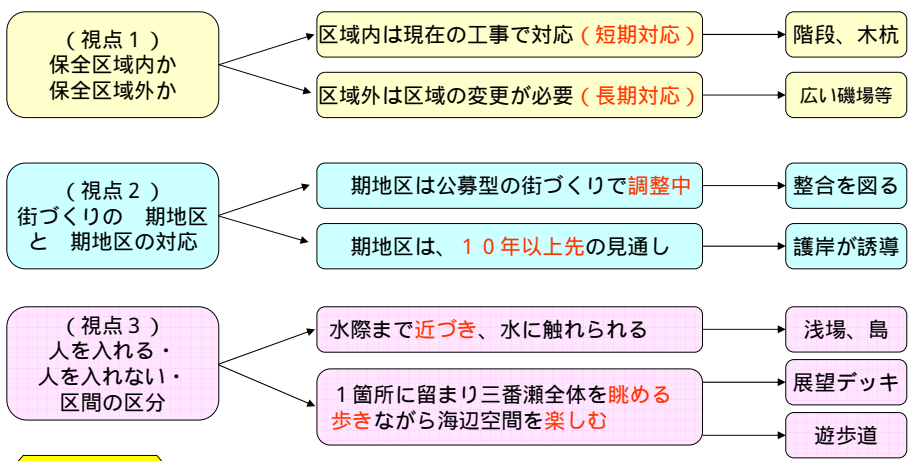 (視点1)
保全区域内か
保全区域外か
区域内は現在の工事で対応(短期対応)
階段、木杭
区域外は区域の変更が必要(長期対応)
広い磯場等
(視点2)
街づくりの 期地区
と 期地区の対応
期地区は公募型の街づくりで調整中
整合を図る
期地区は、10年以上先の見通し
護岸が誘導
(視点3)
人を入れる・
人を入れない・
区間の区分
水際まで近づき、水に触れられる
浅場、島
1箇所に留まり三番瀬全体を眺める
歩きながら海辺空間を楽しむ
展望デッキ
遊歩道